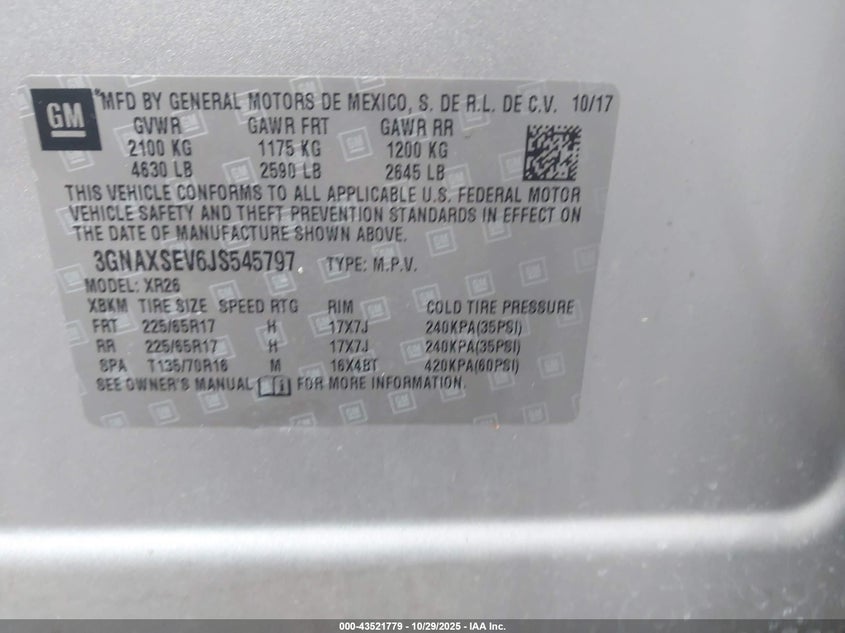 GM
*MFD BY GENERAL MOTORS DE MEXICO, S. DE R.L. DE C.V. 10/17
GVWR GAWR FRT GAWR RR
2100 KG 1175 KG 1200 KG
4630 LB 2590 LB 2645 LB
THIS VEHICLE CONFORMS TO ALL APPLICABLE U.S. FEDERAL MOTOR
VEHICLE SAFETY AND THEFT PREVENTION STANDARDS IN EFFECT ON
THE DATE OF MANUFACTURE SHOWN ABOVE.
3GNAXSEV6JS545797 TYPE: M.P.V.
MODEL: XR26
XBKM TIRE SIZE SPEED RTG RIM COLD TIRE PRESSURE
FRT 225/65R17 H 17X7J 240KPA(35PSI)
RR 225/65R17 H 17X7J 240KPA(35PSI)
SPA T135/70R16 M 16X4BT 420KPA(60PSI)
SEE OWNER'S MANUAL FOR MORE INFORMATION.
000-43521779 - 10/29/2025 - IAA Inc.